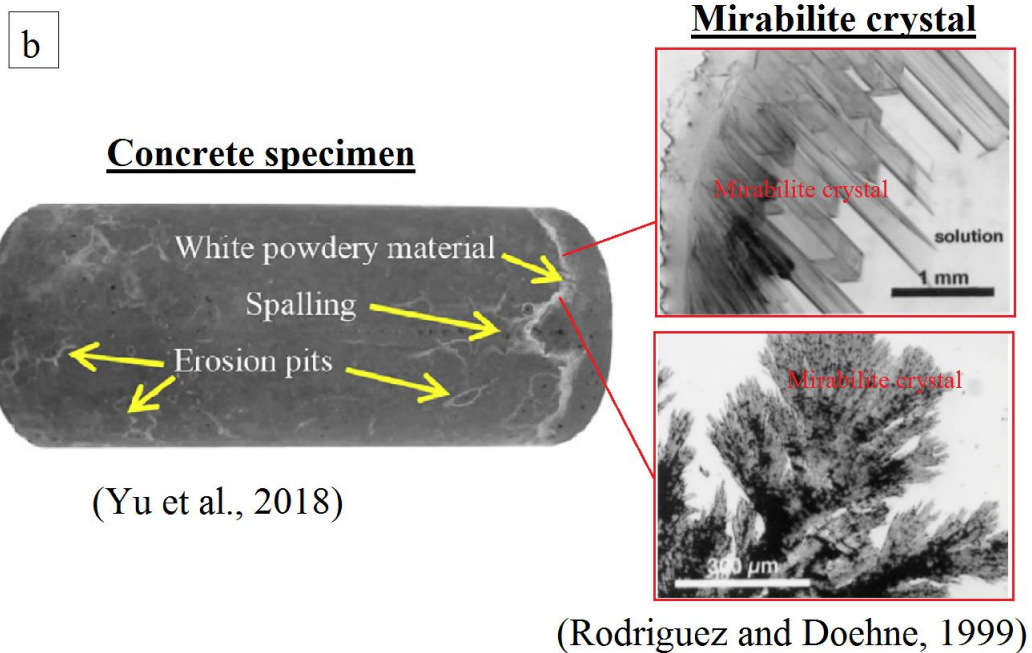 b
Mirabilite crystal
Concrete specimen
Mirabilite crystal
solution
1 mm
White powdery material
Spalling
Erosion pits
Mirabilite crystal
300 µm
(Yu et al., 2018)
(Rodriguez and Doehne, 1999)